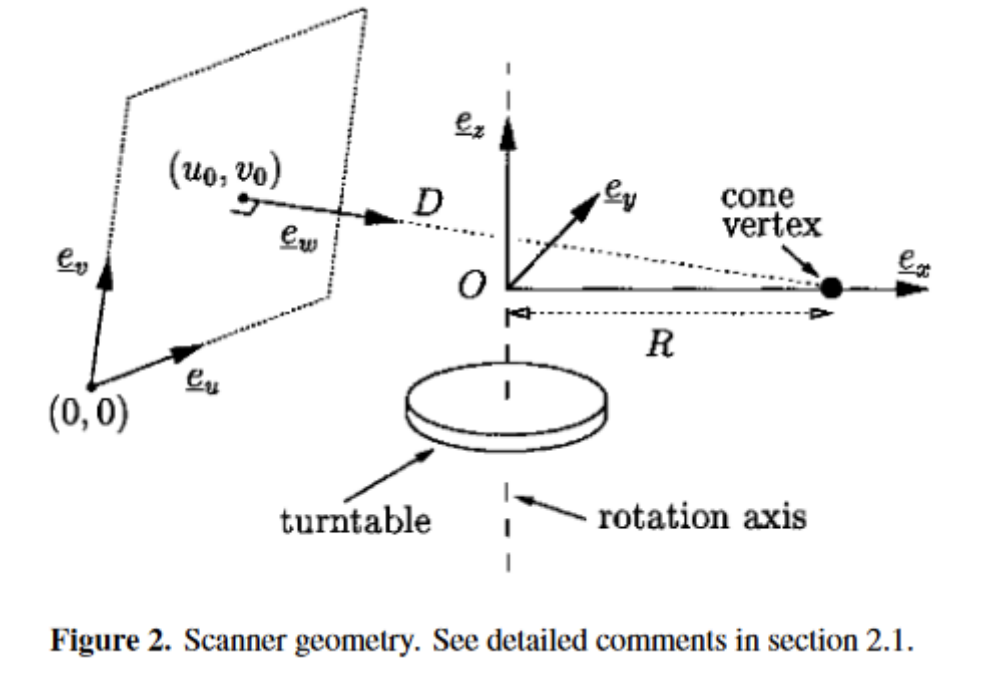 e_z
(u₀, v₀)
D
e_y
cone
vertex
e_w
e_v
e_x
O
R
e_u
(0, 0)
turntable
rotation axis
Figure 2. Scanner geometry. See detailed comments in section 2.1.